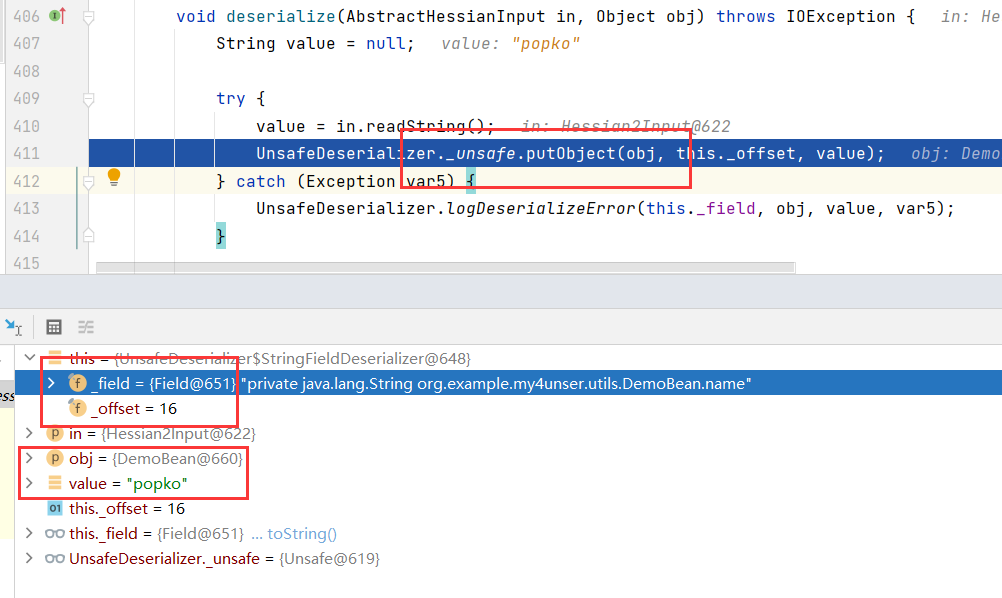 406 void deserialize(AbstractHessianInput in, Object obj) throws IOException { in: He
407 String value = null; value: "popko"
408
409 try {
410 value = in.readString(); in: Hessian2Input@622
411 UnsafeDeserializer._unsafe.putObject(obj, this._offset, value); obj: Demo
412 } catch (Exception var5) {
413 UnsafeDeserializer.logDeserializeError(this._field, obj, value, var5);
414 }
415
this = {UnsafeDeserializer$StringFieldDeserializer@648}
f _field = {Field@651} "private java.lang.String org.example.my4unser.utils.DemoBean.name"
ess
f _offset = 16
p in = {Hessian2Input@622}
p obj = {DemoBean@660}
value = "popko"
01 this._offset = 16
this._field = {Field@651} ... toString()
UnsafeDeserializer._unsafe = {Unsafe@619}